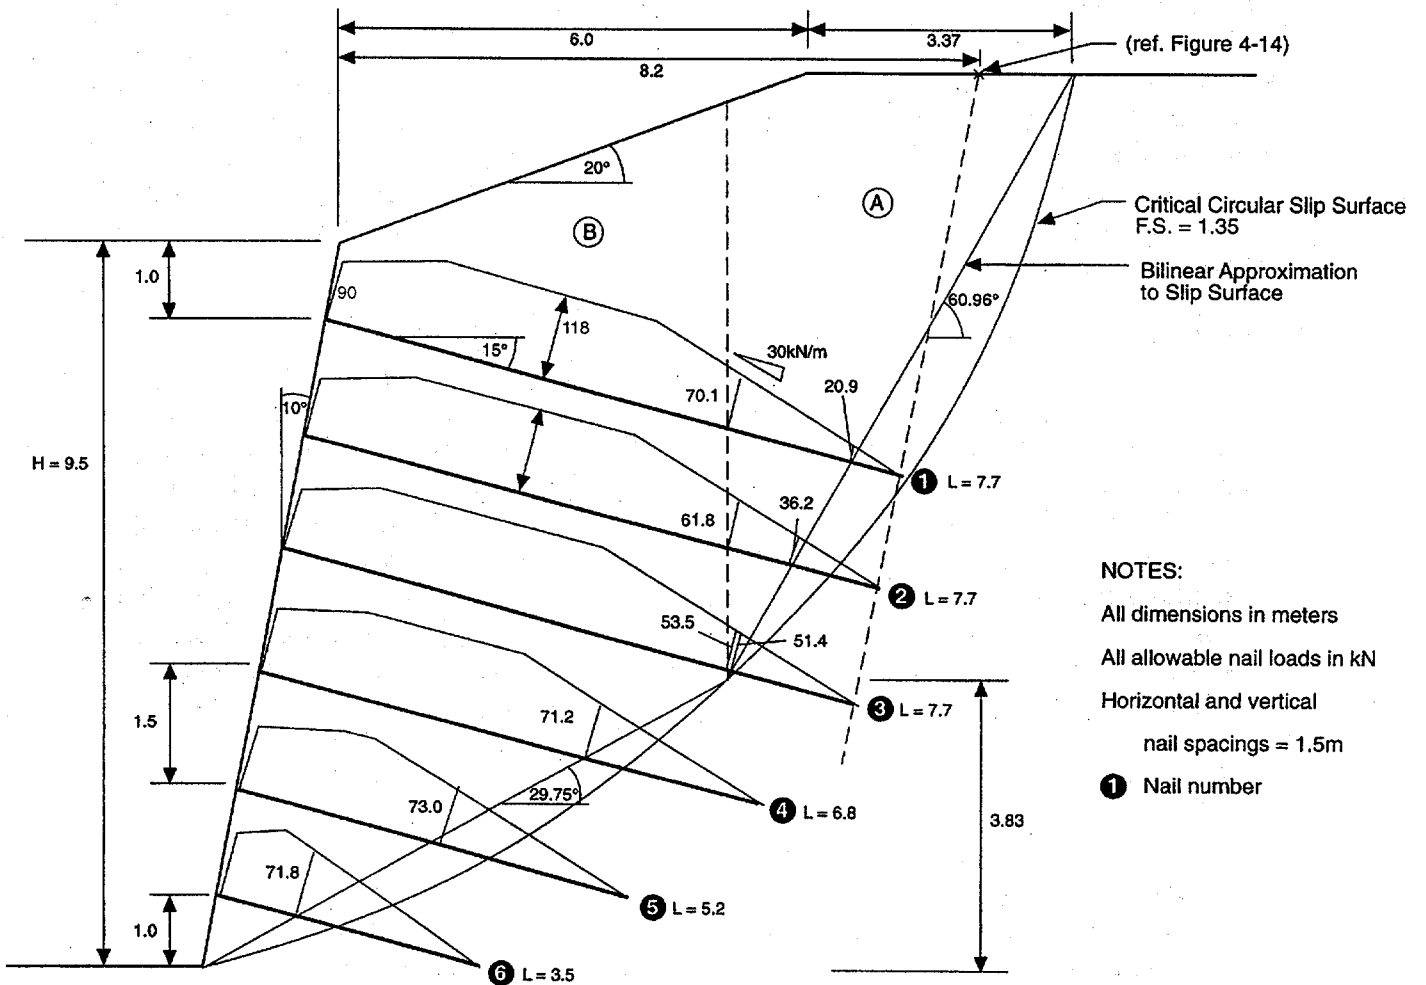 6.0
3.37
(ref. Figure 4-14)
8.2
20°
A
Critical Circular Slip Surface
F.S. = 1.35
B
Bilinear Approximation
to Slip Surface
1.0
90
60.96°
118
15°
30kN/m
70.1
20.9
10°
H = 9.5
1 L = 7.7
36.2
61.8
NOTES:
2 L = 7.7
All dimensions in meters
53.5
51.4
All allowable nail loads in kN
3 L = 7.7
Horizontal and vertical
nail spacings = 1.5m
1.5
71.2
1 Nail number
29.75°
4 L = 6.8
73.0
3.83
71.8
5 L = 5.2
1.0
6 L = 3.5